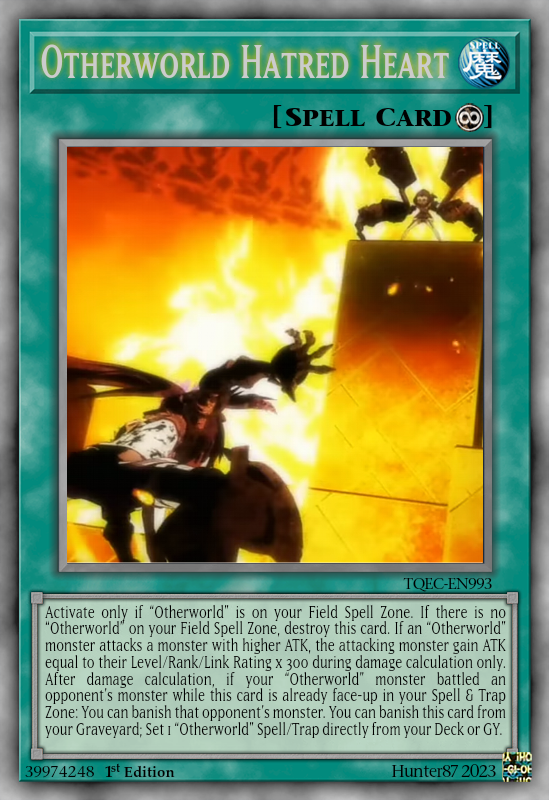 OTHERWORLD HATRED HEART
SPELL
魔
[SPELL CARD]
TQEC-EN993
Activate only if “Otherworld” is on your Field Spell Zone. If there is no
“Otherworld” on your Field Spell Zone, destroy this card. If an “Otherworld”
monster attacks a monster with higher ATK, the attacking monster gain ATK
equal to their Level/Rank/Link Rating x 300 during damage calculation only.
After damage calculation, if your “Otherworld” monster battled an
opponent's monster while this card is already face-up in your Spell & Trap
Zone: You can banish that opponent's monster. You can banish this card from
your Graveyard; Set 1 “Otherworld” Spell/Trap directly from your Deck or GY.
39974248 1st Edition Hunter87 2023